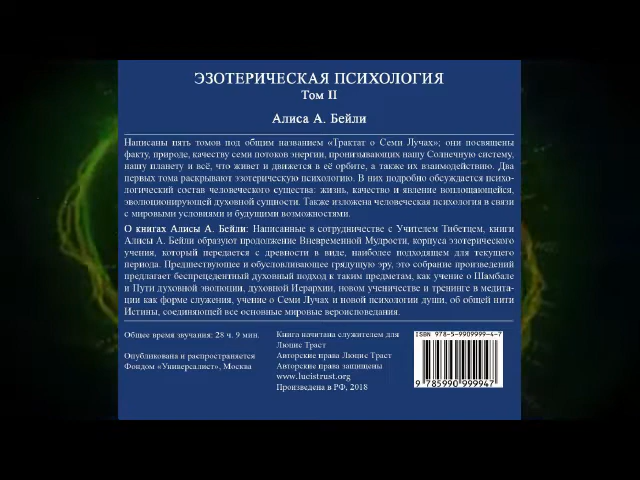 ЭЗОТЕРИЧЕСКАЯ ПСИХОЛОГИЯ
Том II
Алиса А. Бейли
Написаны пять томов под общим названием «Трактат о Семи Лучах»; они посвящены
факту, природе, качеству семи потоков энергии, пронизывающих нашу Солнечную систему,
нашу планету и всё, что живет и движется в её орбите, а также их взаимодействию. Два
первых тома раскрывают эзотерическую психологию. В них подробно обсуждается психо-
логический состав человеческого существа: жизнь, качество и явление воплощающейся,
эволюционирующей духовной сущности. Также изложена человеческая психология в связи
с мировыми условиями и будущими возможностями.
О книгах Алисы А. Бейли: Написанные в сотрудничестве с Учителем Тибетцем, книги
Алисы А. Бейли образуют продолжение Вневременной Мудрости, корпуса эзотерического
учения, который передается с древности в виде, наиболее подходящем для текущего
периода. Предшествующее и обусловливающее грядущую эру, это собрание произведений
предлагает беспрецедентный духовный подход к таким предметам, как учение о Шамбале
и Пути духовной эволюции, духовной Иерархии, новом ученичестве и тренинге в медита-
ции как форме служения, учение о Семи Лучах и новой психологии души, об общей нити
Истины, соединяющей все основные мировые вероисповедания.
Общее время звучания: 28 ч. 9 мин.
Опубликована и распространяется
Фондом «Универсалист», Москва
Книга начитана служителем для
Люцис Траст
Авторские права Люцис Траст
Авторские права защищены
www.lucistrust.org
Произведена в РФ, 2018
ISBN 978-5-9909999-4-7
9 785990 999947